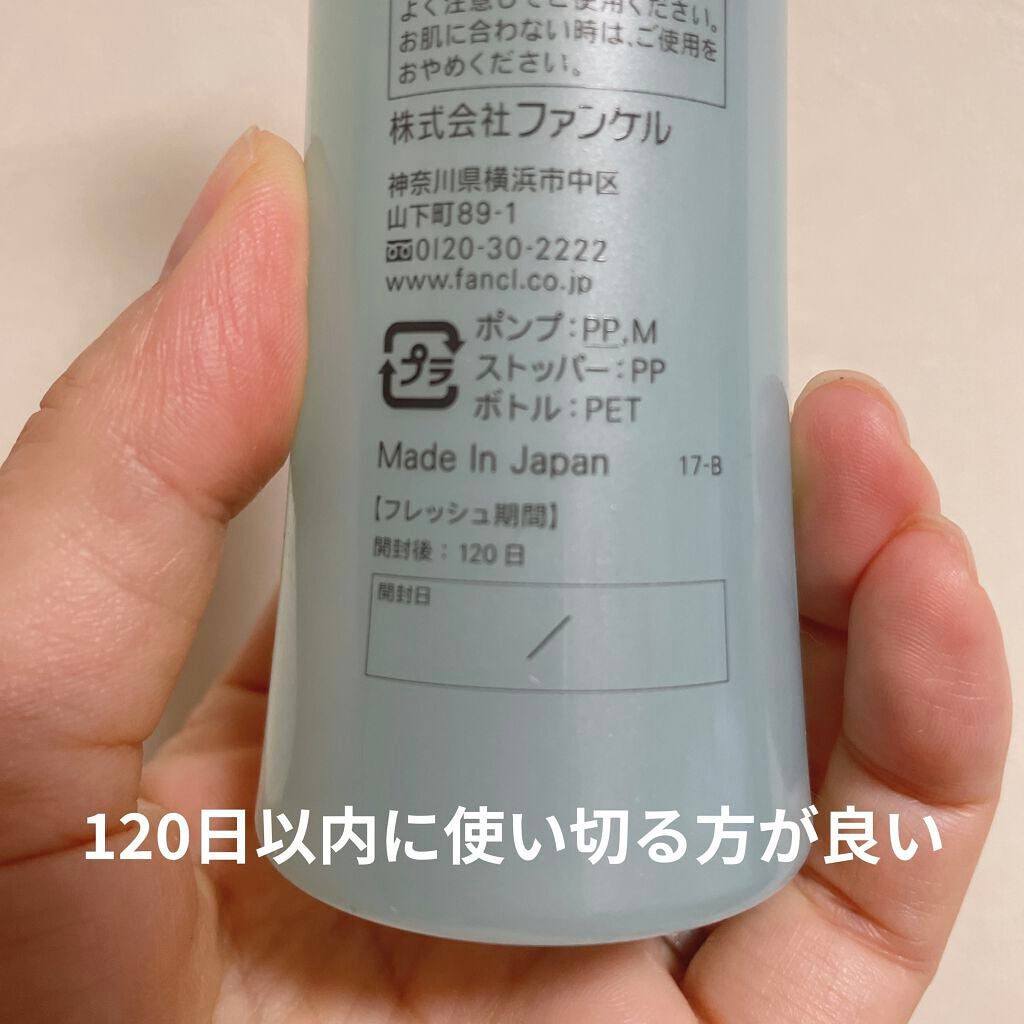 よく注意してご使用ください。
お肌に合わない時は、ご使用を
おやめください。
株式会社ファンケル
神奈川県横浜市中区
山下町89-1
0120-30-2222
www.fancl.co.jp
プラ
ポンプ:PP,M
ストッパー:PP
ボトル:PET
Made In Japan 17-B
【フレッシュ期間】
開封後:120日
開封日
/
120日以内に使い切る方が良い